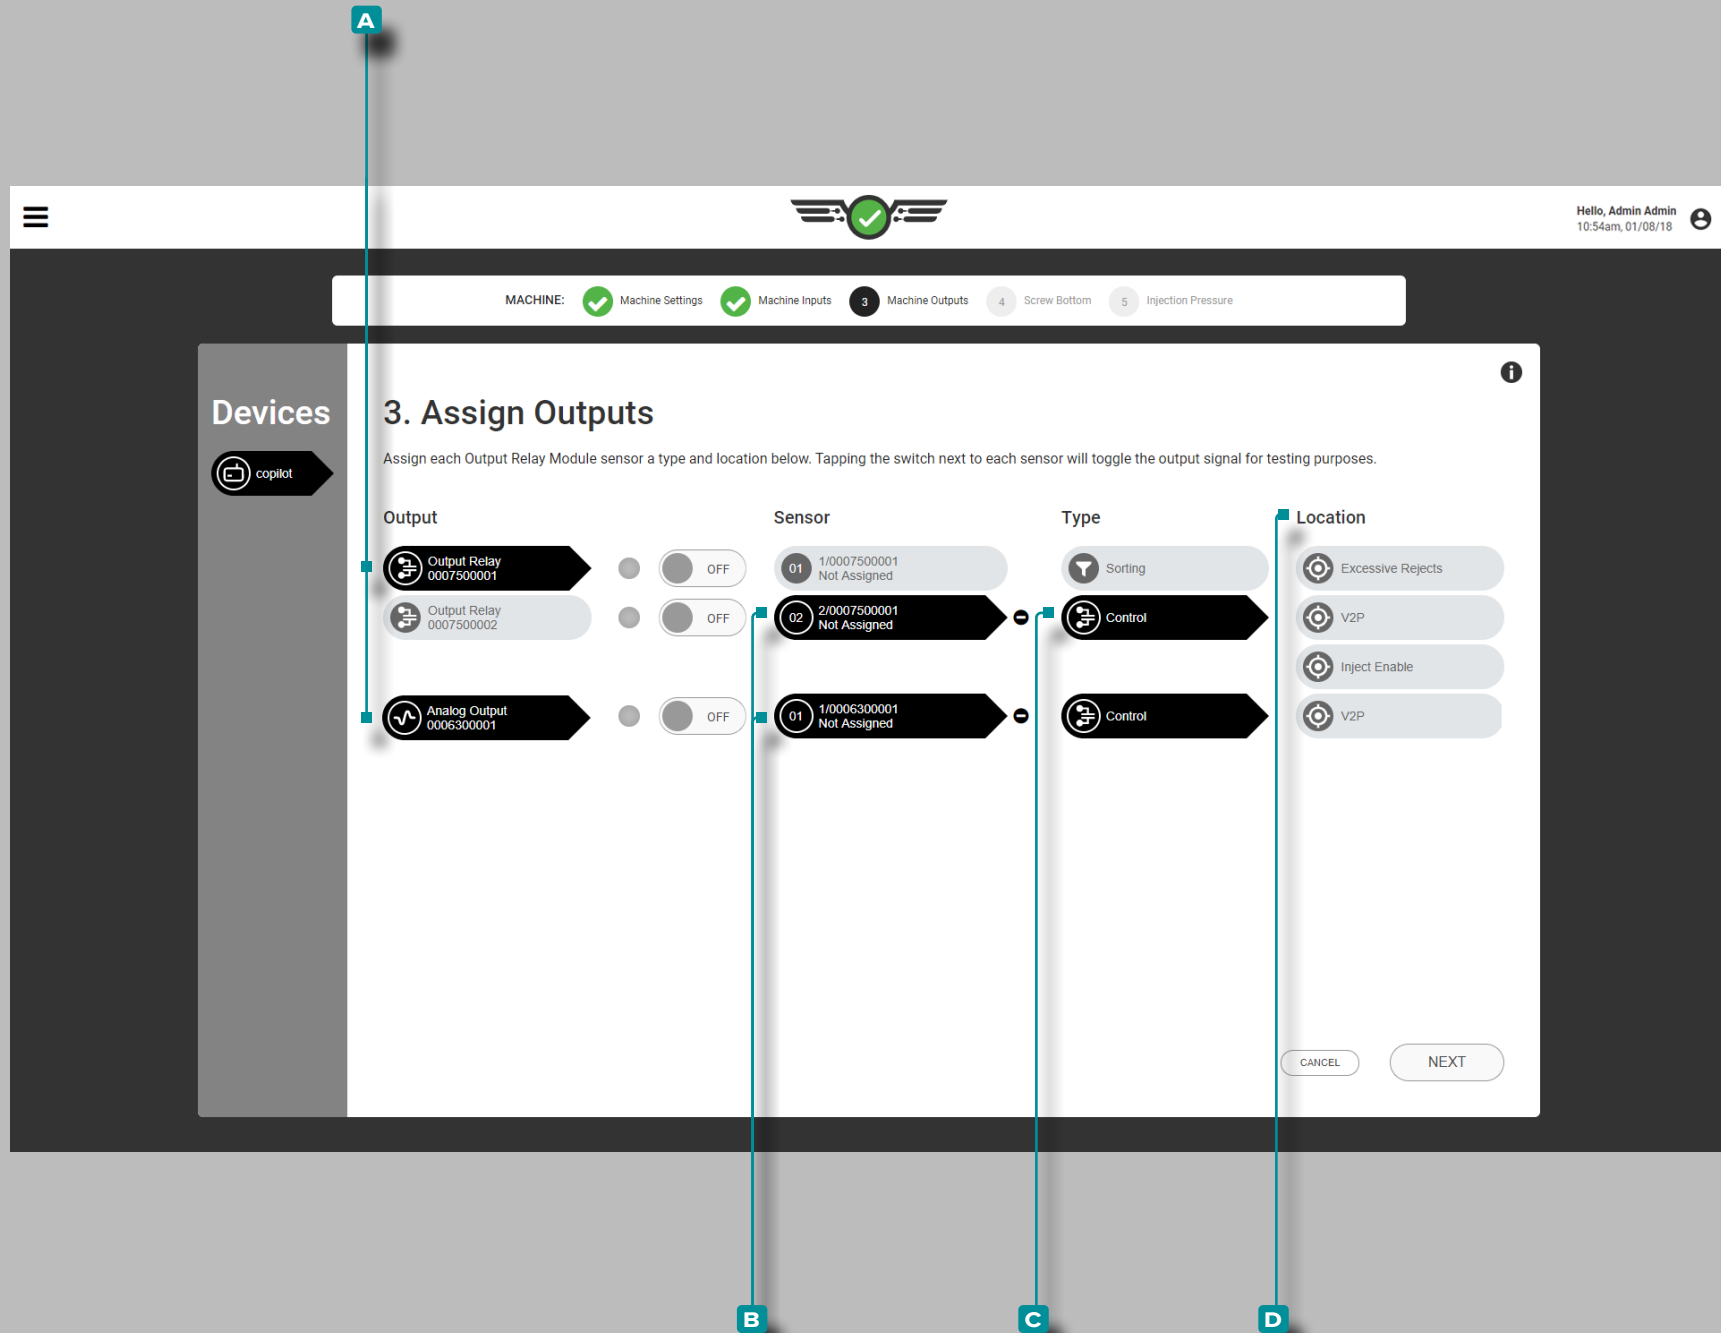 A
Hello, Admin Admin
10:54am, 01/08/18
MACHINE:
Machine Settings
Machine Inputs
3
Machine Outputs
4
Screw Bottom
5
Injection Pressure
Devices
copilot
3. Assign Outputs
Assign each Output Relay Module sensor a type and location below. Tapping the switch next to each sensor will toggle the output signal for testing purposes.
Output
Sensor
Type
Location
Output Relay
0007500001
OFF
01
1/0007500001
Not Assigned
Sorting
Excessive Rejects
Output Relay
0007500002
OFF
02
2/0007500001
Not Assigned
Control
V2P
Inject Enable
Analog Output
0006300001
OFF
01
1/0006300001
Not Assigned
Control
V2P
CANCEL
NEXT
B
C
D